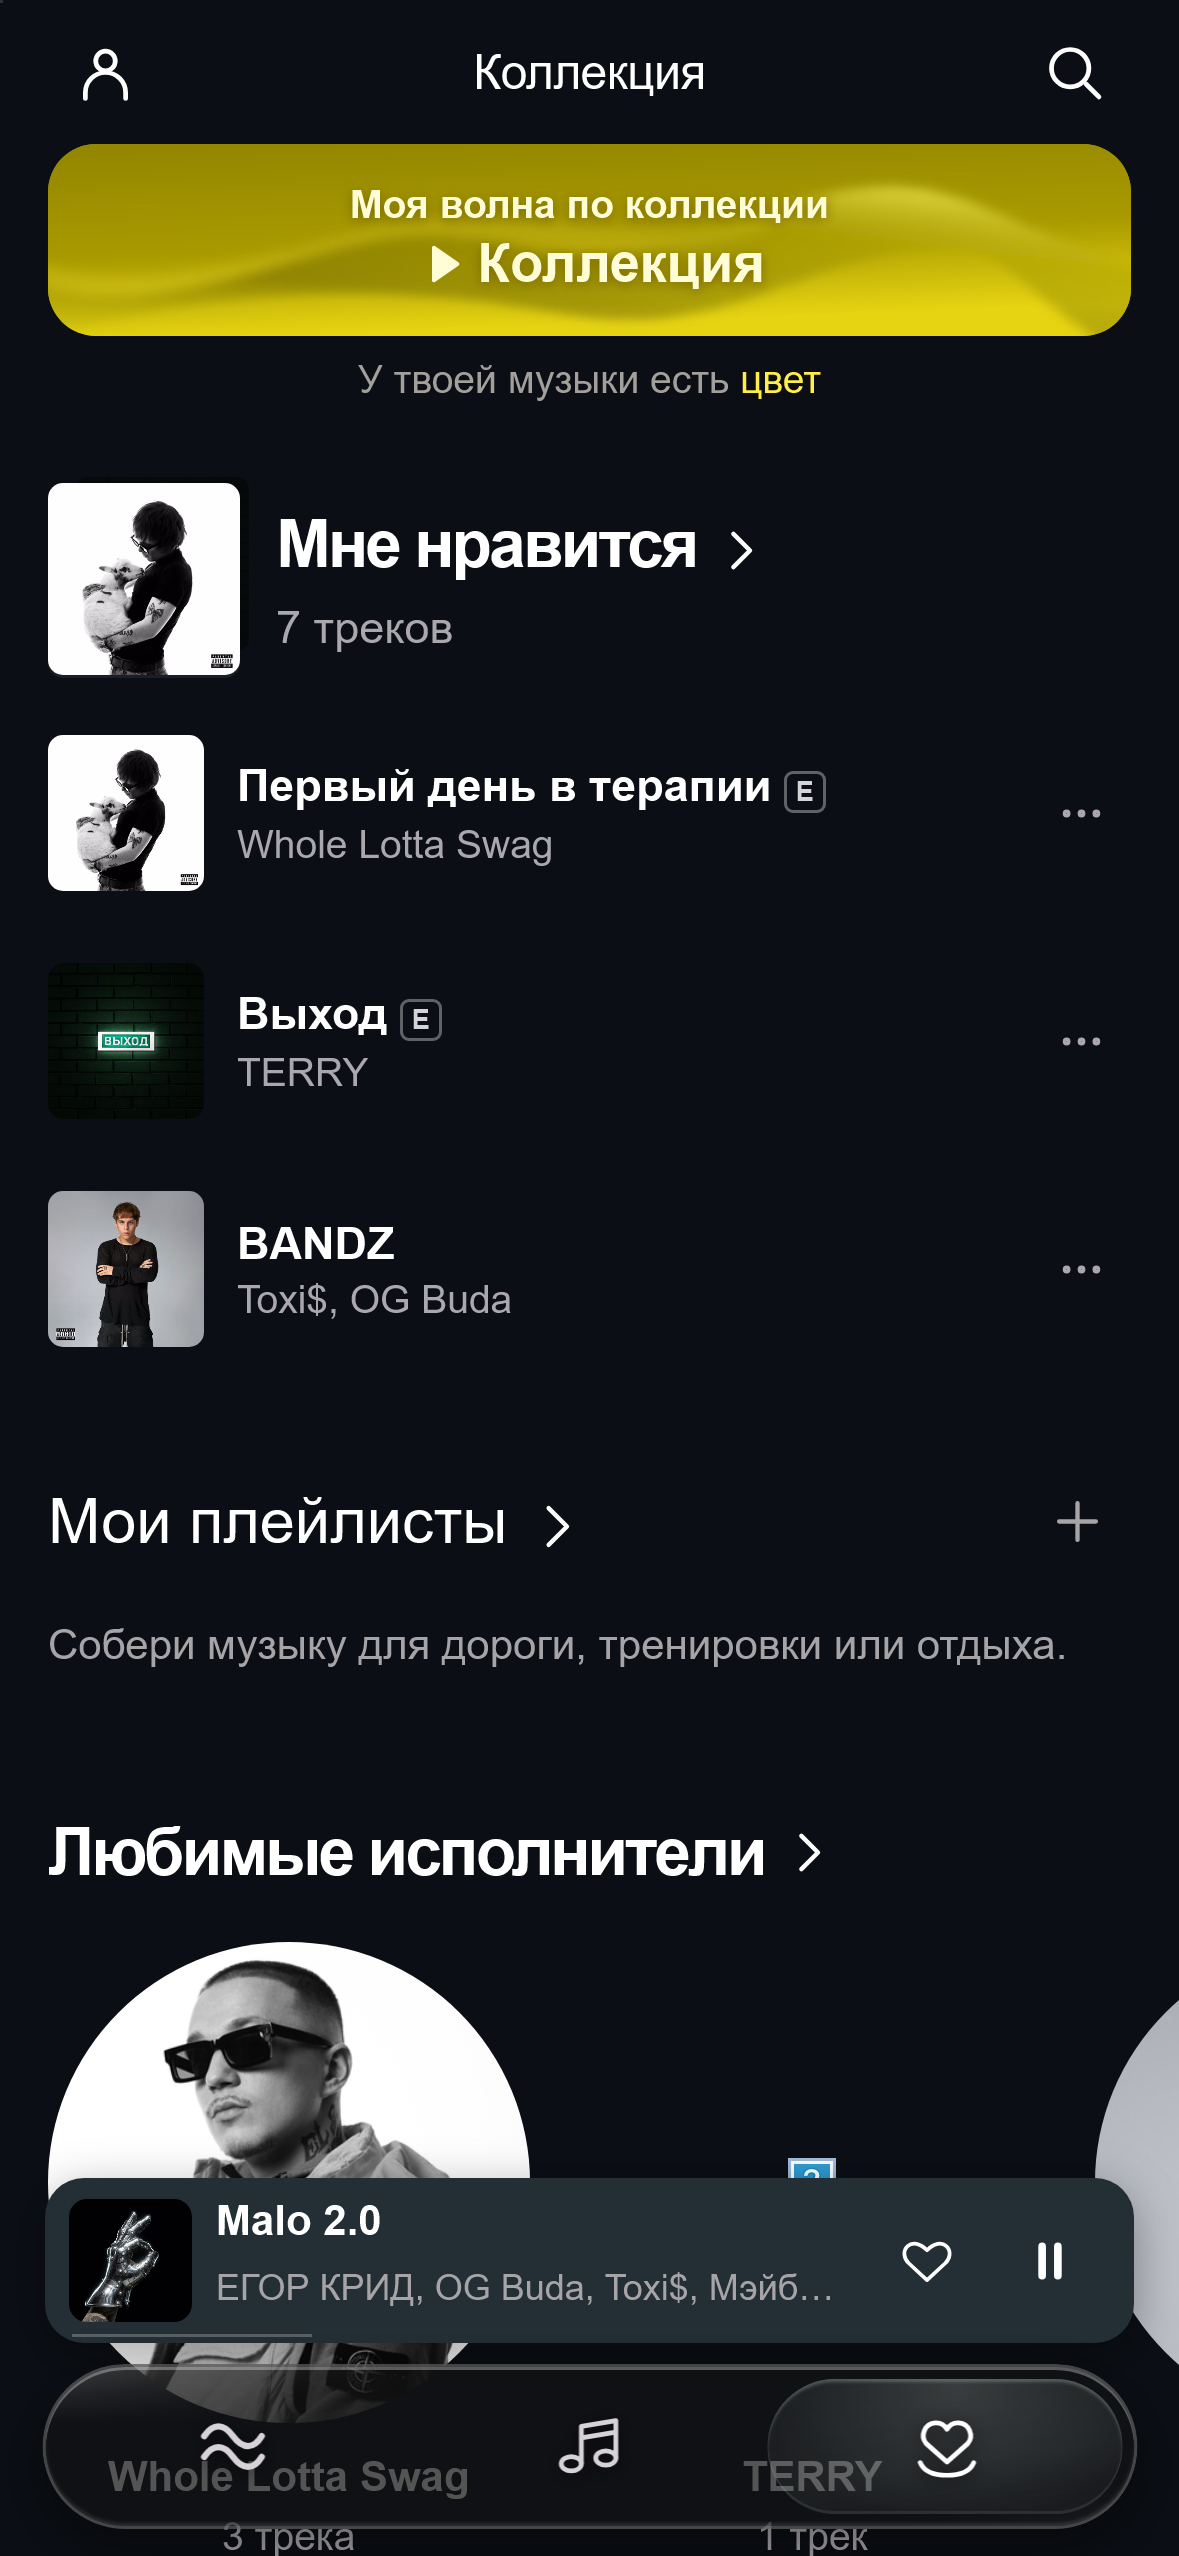 Коллекция
Моя волна по коллекции
Коллекция
У твоей музыки есть цвет
Мне нравится
7 треков
Первый день в терапии E
Whole Lotta Swag
ВЫХОД
Выход E
TERRY
BANDZ
Toxi$, OG Buda
Мои плейлисты
Собери музыку для дороги, тренировки или отдыха.
Любимые исполнители
Malo 2.0
ЕГОР КРИД, OG Buda, Toxi$, Мэйб...
Whole Lotta Swag
TERRY
3 трека
1 трек